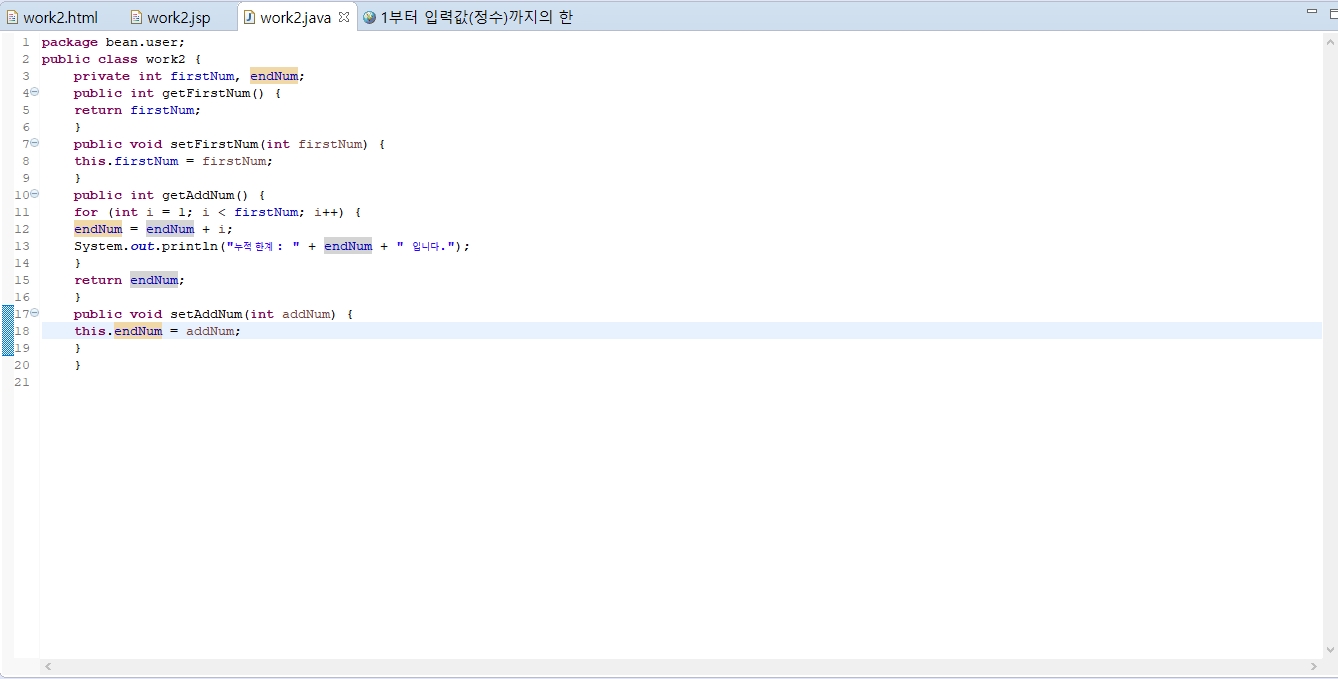 work2.html work2.jsp work2.java 1부터 입력값(정수)까지의 한
1 package bean.user;
2 public class work2 {
3 private int firstNum, endNum;
4 public int getFirstNum() {
5 return firstNum;
6 }
7 public void setFirstNum(int firstNum) {
8 this.firstNum = firstNum;
9 }
10 public int getAddNum() {
11 for (int i = 1; i < firstNum; i++) {
12 endNum = endNum + i;
13 System.out.println("누적 한계 : " + endNum + " 입니다.");
14 }
15 return endNum;
16 }
17 public void setAddNum(int addNum) {
18 this.endNum = addNum;
19 }
20 }
21